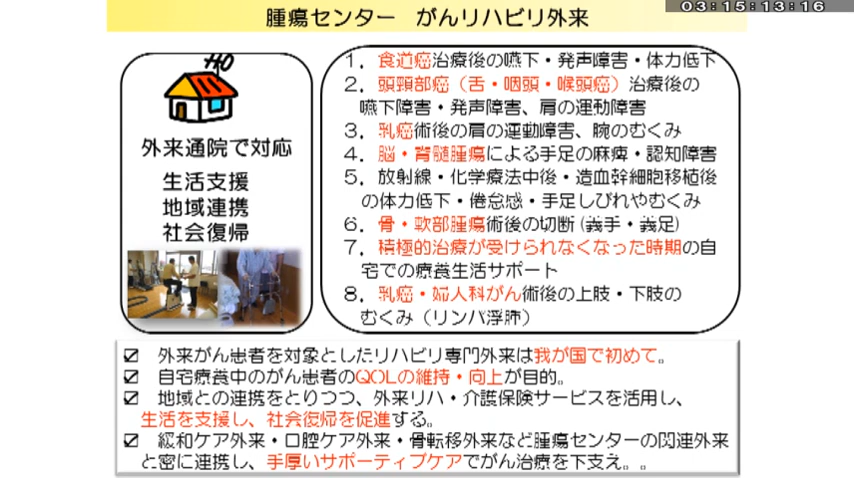 03:15:13:16
腫瘍センター　がんリハビリ外来
HO
外来通院で対応
生活支援
地域連携
社会復帰
1．食道癌治療後の嚥下・発声障害・体力低下
2．頭頸部癌（舌・咽頭・喉頭癌）治療後の
嚥下障害・発声障害、肩の運動障害
3．乳癌術後の肩の運動障害、腕のむくみ
4．脳・脊髄腫瘍による手足の麻痺・認知障害
5．放射線・化学療法中後・造血幹細胞移植後
の体力低下・倦怠感・手足しびれやむくみ
6．骨・軟部腫瘍術後の切断(義手・義足)
7．積極的治療が受けられなくなった時期の自
宅での療養生活サポート
8．乳癌・婦人科がん術後の上肢・下肢の
むくみ（リンパ浮肺）
☑　外来がん患者を対象としたリハビリ専門外来は我が国で初めて。
☑　自宅療養中のがん患者のQOLの維持・向上が目的。
☑　地域との連携をとりつつ、外来リハ・介護保険サービスを活用し、
生活を支援し、社会復帰を促進する。
☑　緩和ケア外来・口腔ケア外来・骨転移外来など腫瘍センターの関連外来
と密に連携し、手厚いサポーティブケアでがん治療を下支え。。